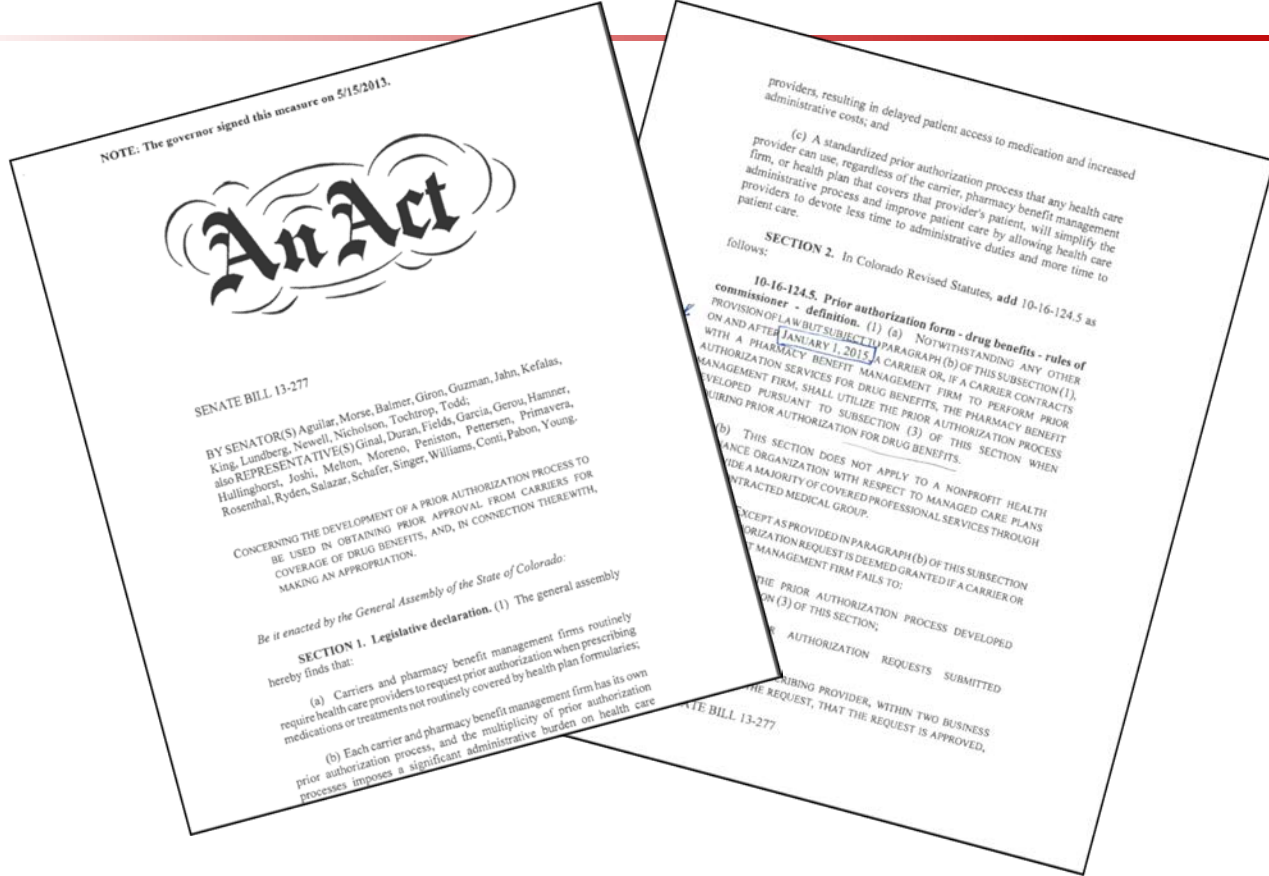 NOTE: The governor signed this measure on 5/15/2013.
An Act
SENATE BILL 13-277
BY SENATOR(S) Aguilar, Morse, Balmer, Giron, Guzman, Jahn, Kefalas,
King, Lundberg, Newell, Nicholson, Tochtrop, Todd;
also REPRESENTATIVE(S) Ginal, Duran, Fields, Garcia, Gerou, Hamner,
Hullinghorst, Joshi, Melton, Moreno, Peniston, Pettersen, Primavera,
Rosenthal, Ryden, Salazar, Schafer, Singer, Williams, Conti, Pabon, Young.
CONCERNING THE DEVELOPMENT OF A PRIOR AUTHORIZATION PROCESS TO
BE USED IN OBTAINING PRIOR APPROVAL FROM CARRIERS FOR
COVERAGE OF DRUG BENEFITS, AND, IN CONNECTION THEREWITH,
MAKING AN APPROPRIATION.
Be it enacted by the General Assembly of the State of Colorado:
SECTION 1. Legislative declaration. (1) The general assembly
hereby finds that:
(a) Carriers and pharmacy benefit management firms routinely
require health care providers to request prior authorization when prescribing
medications or treatments not routinely covered by health plan formularies;
(b) Each carrier and pharmacy benefit management firm has its own
prior authorization process, and the multiplicity of prior authorization
processes imposes a significant administrative burden on health care
providers, resulting in delayed patient access to medication and increased
administrative costs; and
(c) A standardized prior authorization process that any health care
provider can use, regardless of the carrier, pharmacy benefit management
firm, or health plan that covers that provider's patient, will simplify the
administrative process and improve patient care by allowing health care
providers to devote less time to administrative duties and more time to
patient care.
SECTION 2. In Colorado Revised Statutes, add 10-16-124.5 as
follows:
10-16-124.5. Prior authorization form - drug benefits - rules of
commissioner - definition. (1) (a) NOTWITHSTANDING ANY OTHER
PROVISION OF LAW BUT SUBJECT TO PARAGRAPH (b) OF THIS SUBSECTION (1),
ON AND AFTER JANUARY 1, 2015, A CARRIER OR, IF A CARRIER CONTRACTS
WITH A PHARMACY BENEFIT MANAGEMENT FIRM TO PERFORM PRIOR
AUTHORIZATION SERVICES FOR DRUG BENEFITS, THE PHARMACY BENEFIT
MANAGEMENT FIRM, SHALL UTILIZE THE PRIOR AUTHORIZATION PROCESS
EVELOPED PURSUANT TO SUBSECTION (3) OF THIS SECTION WHEN
UIRING PRIOR AUTHORIZATION FOR DRUG BENEFITS.
(b) THIS SECTION DOES NOT APPLY TO A NONPROFIT HEALTH
ANCE ORGANIZATION WITH RESPECT TO MANAGED CARE PLANS
VIDE A MAJORITY OF COVERED PROFESSIONAL SERVICES THROUGH
ONTRACTED MEDICAL GROUP.
EXCEPT AS PROVIDED IN PARAGRAPH (b) OF THIS SUBSECTION
ORIZATION REQUEST IS DEEMED GRANTED IF A CARRIER OR
T MANAGEMENT FIRM FAILS TO:
THE PRIOR AUTHORIZATION PROCESS DEVELOPED
ON (3) OF THIS SECTION;
R AUTHORIZATION REQUESTS SUBMITTED
CRIBING PROVIDER, WITHIN TWO BUSINESS
THE REQUEST, THAT THE REQUEST IS APPROVED,
ATE BILL 13-277